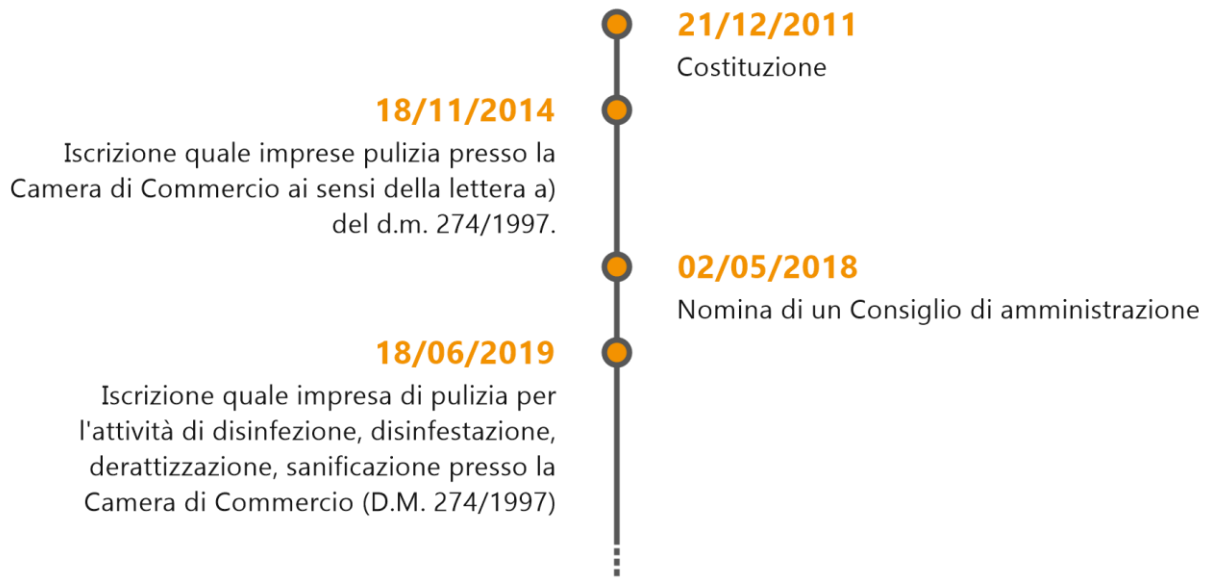 21/12/2011
Costituzione
18/11/2014
Iscrizione quale imprese pulizia presso la
Camera di Commercio ai sensi della lettera a)
del d.m. 274/1997.
02/05/2018
Nomina di un Consiglio di amministrazione
18/06/2019
Iscrizione quale impresa di pulizia per
l'attività di disinfezione, disinfestazione,
derattizzazione, sanificazione presso la
Camera di Commercio (D.M. 274/1997)